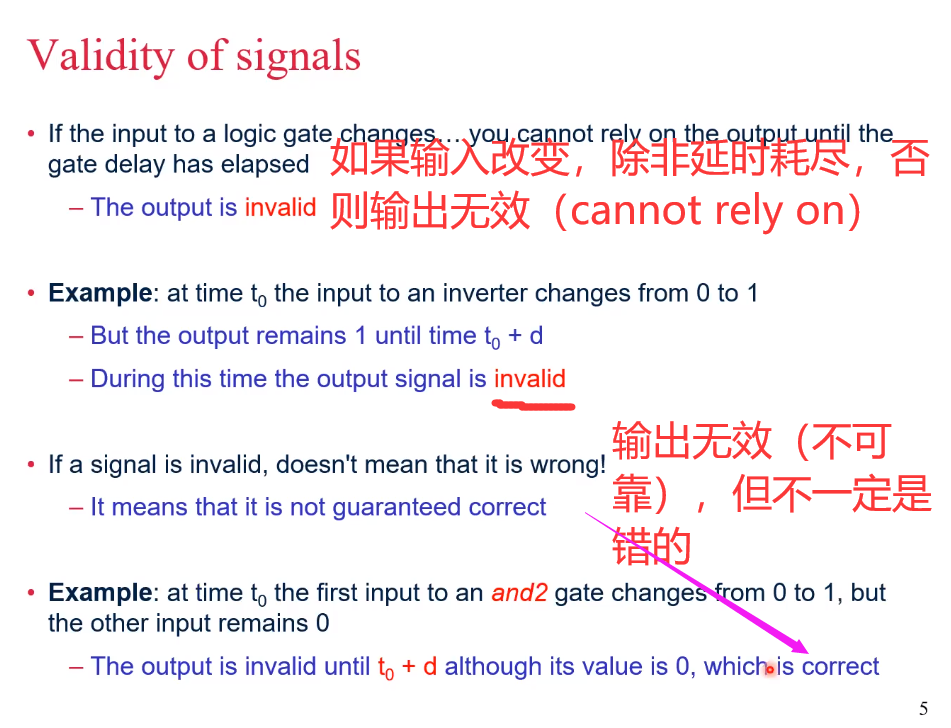 Validity of signals
• If the input to a logic gate changes.... you cannot rely on the output until the
gate delay has elapsed
如果输入改变，除非延时耗尽，否
则输出无效（cannot rely on）
– The output is invalid
• Example: at time t0 the input to an inverter changes from 0 to 1
– But the output remains 1 until time t0 + d
– During this time the output signal is invalid
• If a signal is invalid, doesn't mean that it is wrong!
– It means that it is not guaranteed correct
输出无效（不可
靠），但不一定是
错的
• Example: at time t0 the first input to an and2 gate changes from 0 to 1, but
the other input remains 0
– The output is invalid until t0 + d although its value is 0, which is correct
5